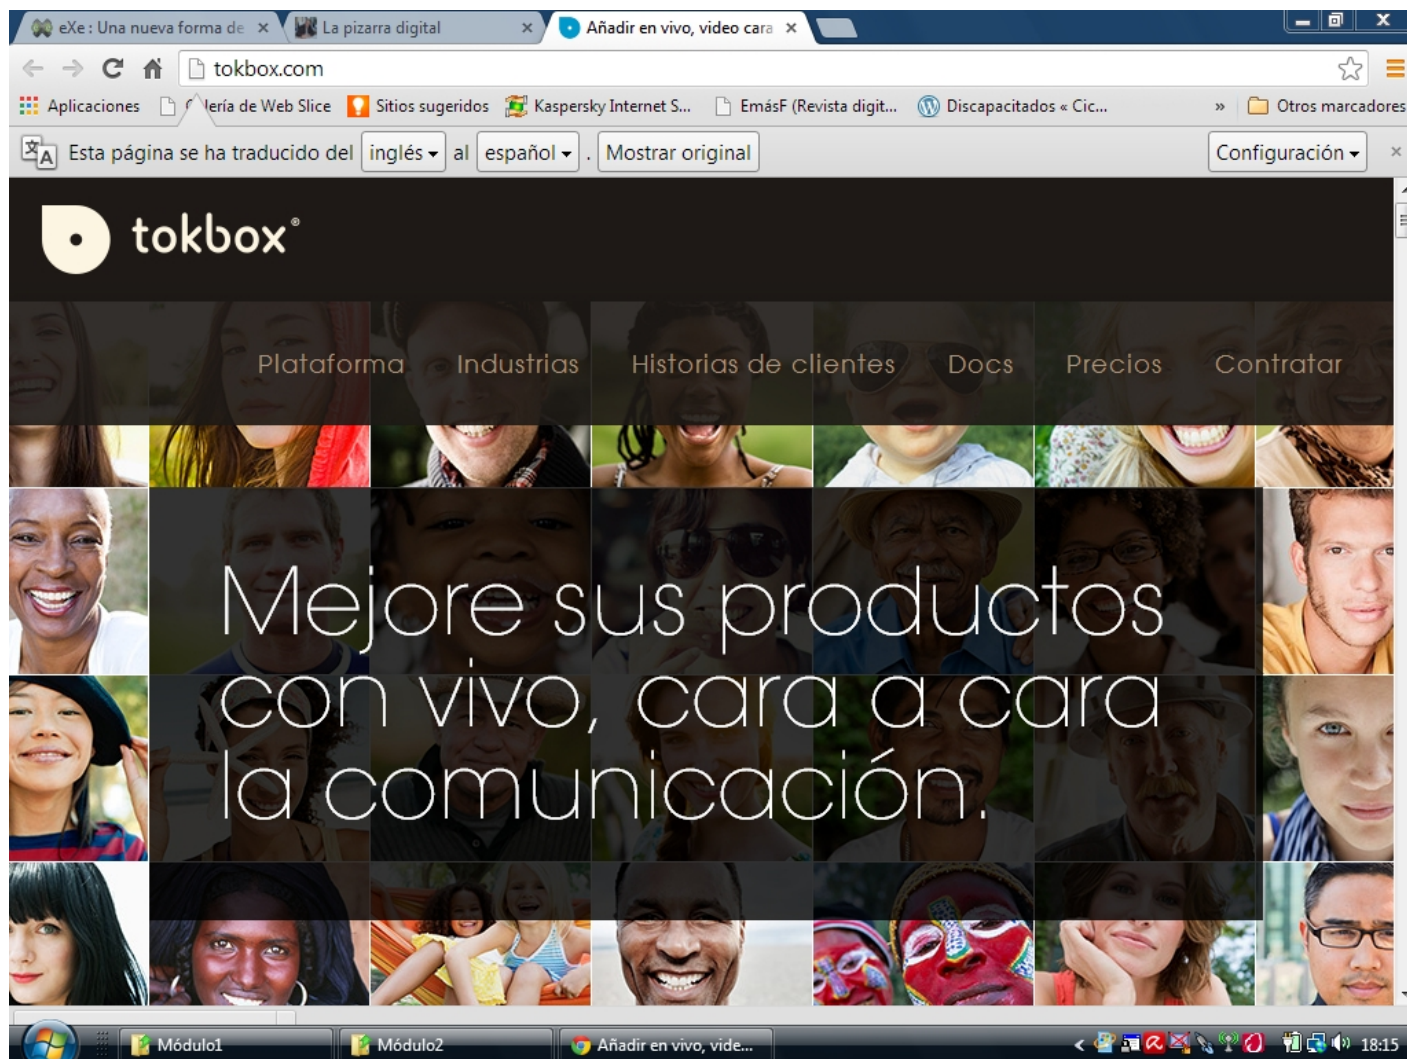 eXe : Una nueva forma de
La pizarra digital
Añadir en vivo, video cara
tokbox.com
Aplicaciones
lería de Web Slice
Sitios sugeridos
Kaspersky Internet S...
EmásF (Revista digit...
Discapacitados « Cic...
»
Otros marcadores
Esta página se ha traducido del inglés al español . Mostrar original
Configuración
tokbox®
Plataforma Industrias Historias de clientes Docs Precios Contratar
Mejore sus productos
con vivo, cara a cara
la comunicación.
Módulo1
Módulo2
Añadir en vivo, vide...
18:15